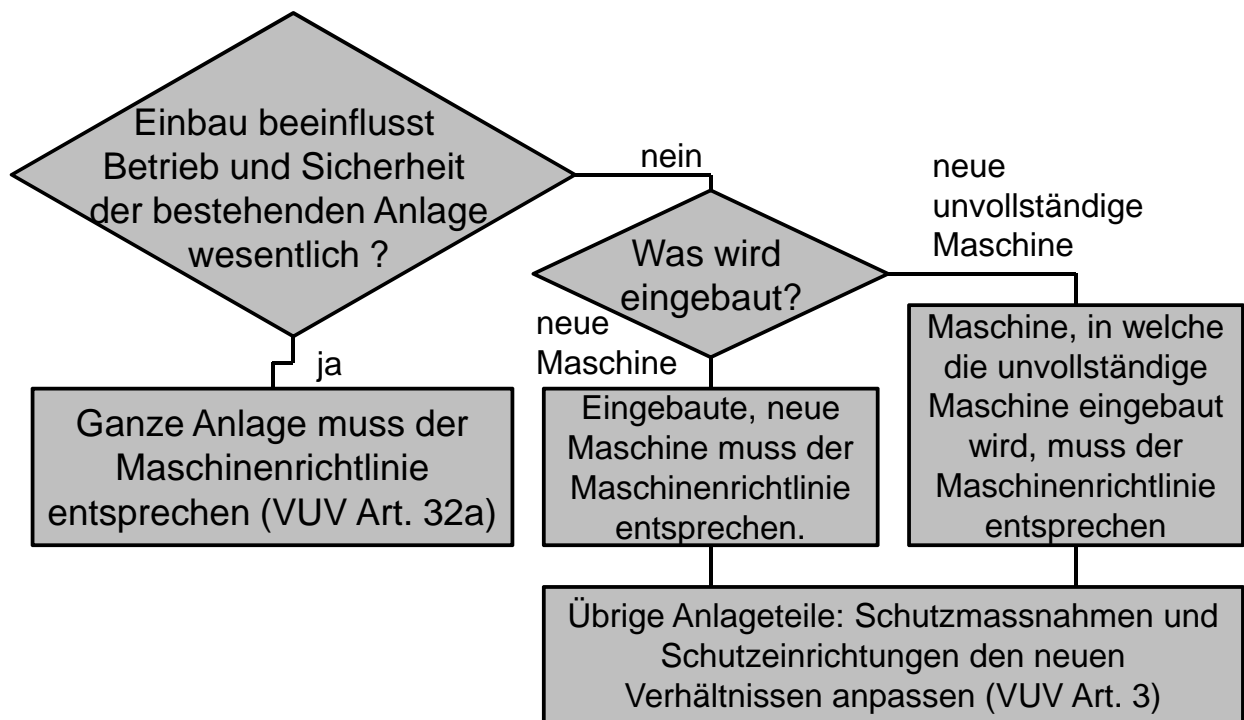 Einbau beeinflusst
Betrieb und Sicherheit
der bestehenden Anlage
wesentlich ?
nein
neue
unvollständige
Maschine
Was wird
eingebaut?
neue
Maschine
ja
Ganze Anlage muss der
Maschinenrichtlinie
entsprechen (VUV Art. 32a)
Eingebaute, neue
Maschine muss der
Maschinenrichtlinie
entsprechen.
Maschine, in welche
die unvollständige
Maschine eingebaut
wird, muss der
Maschinenrichtlinie
entsprechen
Übrige Anlageteile: Schutzmassnahmen und
Schutzeinrichtungen den neuen
Verhältnissen anpassen (VUV Art. 3)